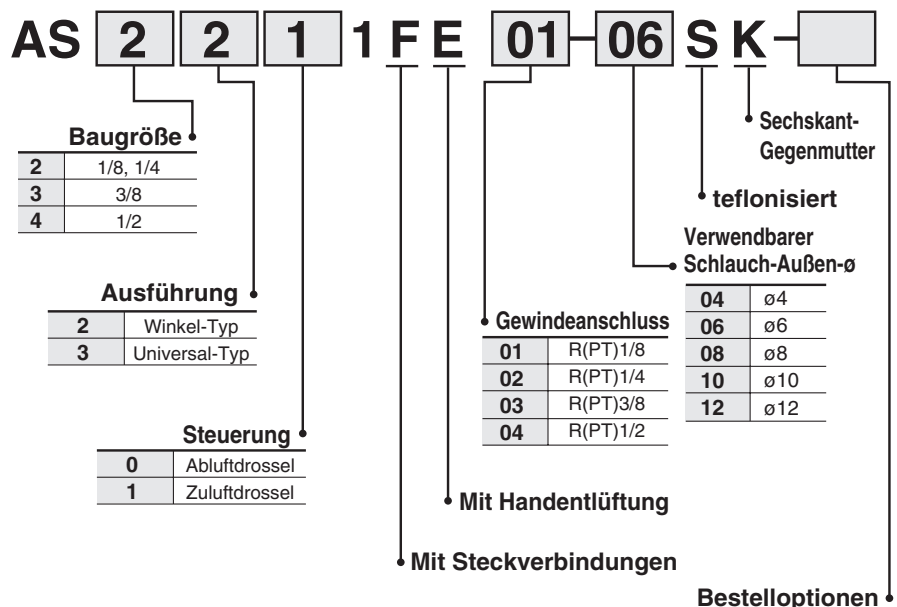 AS 2 2 1 1 F E 01-06 S K-
Baugröße
2 1/8, 1/4
3 3/8
4 1/2
Ausführung
2 Winkel-Typ
3 Universal-Typ
Steuerung
0 Abluftdrossel
1 Zuluftdrossel
Sechskant-
Gegenmutter
teflonisiert
Verwendbarer
Schlauch-Außen-ø
04 ø4
06 ø6
08 ø8
10 ø10
12 ø12
Gewindeanschluss
01 R(PT)1/8
02 R(PT)1/4
03 R(PT)3/8
04 R(PT)1/2
Mit Handentlüftung
Mit Steckverbindungen
Bestelloptionen